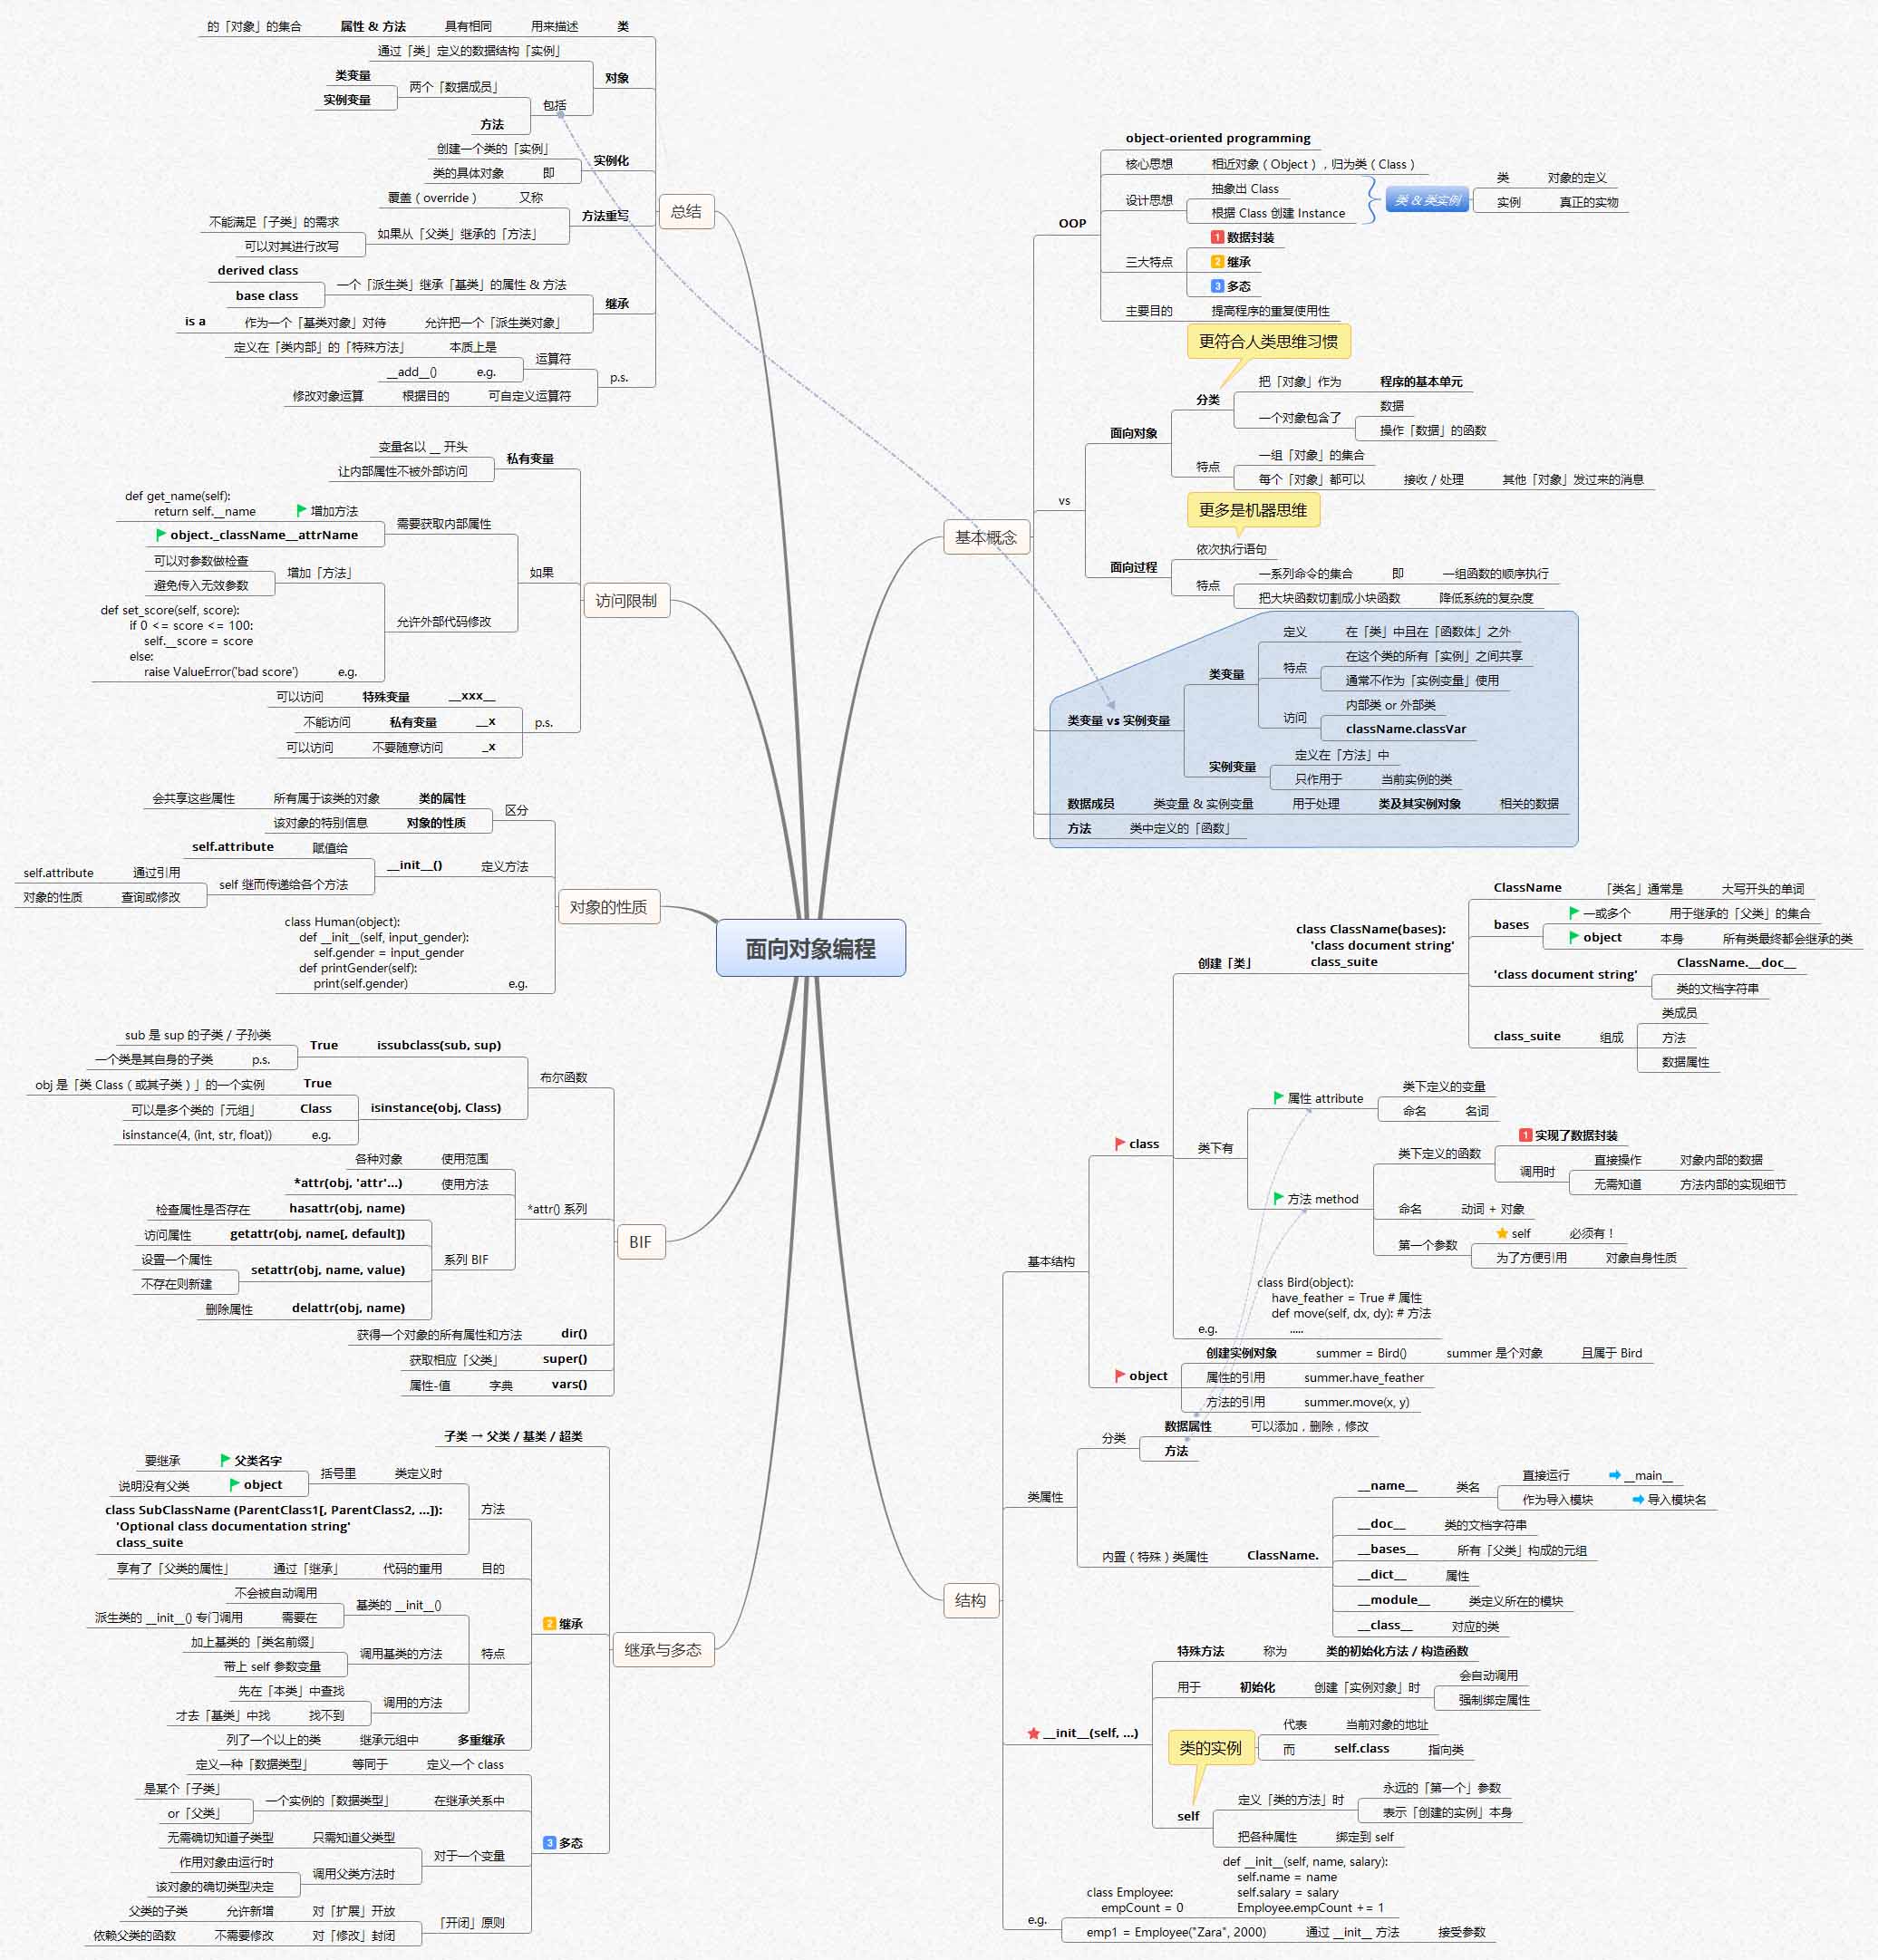 面向对象编程
基本概念
OOP
object-oriented programming
核心思想 相近对象（Object），归为类（Class）
设计思想
抽象出 Class
根据 Class 创建 Instance
类 & 类实例
类 对象的定义
实例 真正的实物
三大特点
1 数据封装
2 继承
3 多态
主要目的 提高程序的重复使用性
vs
面向对象
更符合人类思维习惯
分类
把「对象」作为 程序的基本单元
一个对象包含了
数据
操作「数据」的函数
特点
一组「对象」的集合
每个「对象」都可以 接收 / 处理 其他「对象」发过来的消息
更多是机器思维
面向过程
依次执行语句
特点
一系列命令的集合 即 一组函数的顺序执行
把大块函数切割成小块函数 降低系统的复杂度
类变量 vs 实例变量
类变量
定义 在「类」中且在「函数体」之外
特点
在这个类的所有「实例」之间共享
通常不作为「实例变量」使用
访问
内部类 or 外部类
className.classVar
实例变量
定义在「方法」中
只作用于 当前实例的类
数据成员 类变量 & 实例变量 用于处理 类及其实例对象 相关的数据
方法 类中定义的「函数」
结构
基本结构
class
创建「类」
class ClassName(bases):
'class document string'
class_suite
ClassName 「类名」通常是 大写开头的单词
bases
一或多个 用于继承的「父类」的集合
object 本身 所有类最终都会继承的类
'class document string'
ClassName.__doc__
类的文档字符串
class_suite 组成
类成员
方法
数据属性
类下有
属性 attribute
类下定义的变量
命名 名词
方法 method
类下定义的函数
1 实现了数据封装
调用时
直接操作 对象内部的数据
无需知道 方法内部的实现细节
命名 动词 + 对象
第一个参数
self 必须有！
为了方便引用 对象自身性质
e.g.
class Bird(object):
have_feather = True # 属性
def move(self, dx, dy): # 方法
.....
object
创建实例对象 summer = Bird() summer 是个对象 且属于 Bird
属性的引用 summer.have_feather
方法的引用 summer.move(x, y)
类属性
分类
数据属性 可以添加，删除，修改
方法
内置（特殊）类属性 ClassName.
__name__ 类名
直接运行 __main__
作为导入模块 导入模块名
__doc__ 类的文档字符串
__bases__ 所有「父类」构成的元组
__dict__ 属性
__module__ 类定义所在的模块
__class__ 对应的类
__init__(self, ...)
特殊方法 称为 类的初始化方法 / 构造函数
用于 初始化 创建「实例对象」时
会自动调用
强制绑定属性
类的实例
代表 当前对象的地址
而 self.class 指向类
self
定义「类的方法」时
永远的「第一个」参数
表示「创建的实例」本身
把各种属性 绑定到 self
e.g.
class Employee:
empCount = 0
def __init__(self, name, salary):
self.name = name
self.salary = salary
Employee.empCount += 1
emp1 = Employee("Zara", 2000) 通过 __init__ 方法 接受参数
总结
类 用来描述 具有相同 属性 & 方法 的「对象」的集合
对象
通过「类」定义的数据结构「实例」
包括
两个「数据成员」
类变量
实例变量
方法
实例化
创建一个类的「实例」
即 类的具体对象
方法重写
又称 覆盖（override）
如果从「父类」继承的「方法」
不能满足「子类」的需求
可以对其进行改写
继承
一个「派生类」继承「基类」的属性 & 方法
derived class
base class
允许把一个「派生类对象」 作为一个「基类对象」对待 is a
p.s.
运算符
本质上是 定义在「类内部」的「特殊方法」
e.g. __add__()
可自定义运算符 根据目的 修改对象运算
访问限制
私有变量
变量名以 __ 开头
让内部属性不被外部访问
如果
需要获取内部属性
增加方法
def get_name(self):
return self.__name
object._className__attrName
允许外部代码修改
增加「方法」
可以对参数做检查
避免传入无效参数
e.g.
def set_score(self, score):
if 0 <= score <= 100:
self.__score = score
else:
raise ValueError('bad score')
p.s.
__xxx__ 特殊变量 可以访问
__x 私有变量 不能访问
_x 不要随意访问 可以访问
对象的性质
区分
类的属性 所有属于该类的对象 会共享这些属性
对象的性质 该对象的特别信息
定义方法 __init__()
赋值给 self.attribute
self 继而传递给各个方法
通过引用 self.attribute
查询或修改 对象的性质
e.g.
class Human(object):
def __init__(self, input_gender):
self.gender = input_gender
def printGender(self):
print(self.gender)
BIF
布尔函数
issubclass(sub, sup) True
sub 是 sup 的子类 / 子孙类
p.s. 一个类是其自身的子类
isinstance(obj, Class)
True obj 是「类 Class（或其子类）」的一个实例
Class 可以是多个类的「元组」
e.g. isinstance(4, (int, str, float))
*attr() 系列
使用范围 各种对象
使用方法 *attr(obj, 'attr'...)
系列 BIF
hasattr(obj, name) 检查属性是否存在
getattr(obj, name[, default]) 访问属性
setattr(obj, name, value)
设置一个属性
不存在则新建
delattr(obj, name) 删除属性
dir() 获得一个对象的所有属性和方法
super() 获取相应「父类」
vars() 字典 属性-值
继承与多态
子类 → 父类 / 基类 / 超类
2 继承
方法
类定义时 括号里
父类名字 要继承
object 说明没有父类
class SubClassName (ParentClass1[, ParentClass2, ...]):
'Optional class documentation string'
class_suite
目的 代码的重用 通过「继承」 享有了「父类的属性」
特点
基类的 __init__()
不会被自动调用
需要在 派生类的 __init__() 专门调用
调用基类的方法
加上基类的「类名前缀」
带上 self 参数变量
调用的方法
先在「本类」中查找
找不到 才去「基类」中找
多重继承 继承元组中 列了一个以上的类
3 多态
定义一个 class 等同于 定义一种「数据类型」
在继承关系中 一个实例的「数据类型」
是某个「子类」
or「父类」
对于一个变量
只需知道父类型 无需确切知道子类型
调用父类方法时
作用对象由运行时
该对象的确切类型决定
「开闭」原则
对「扩展」开放 允许新增 父类的子类
对「修改」封闭 不需要修改 依赖父类的函数